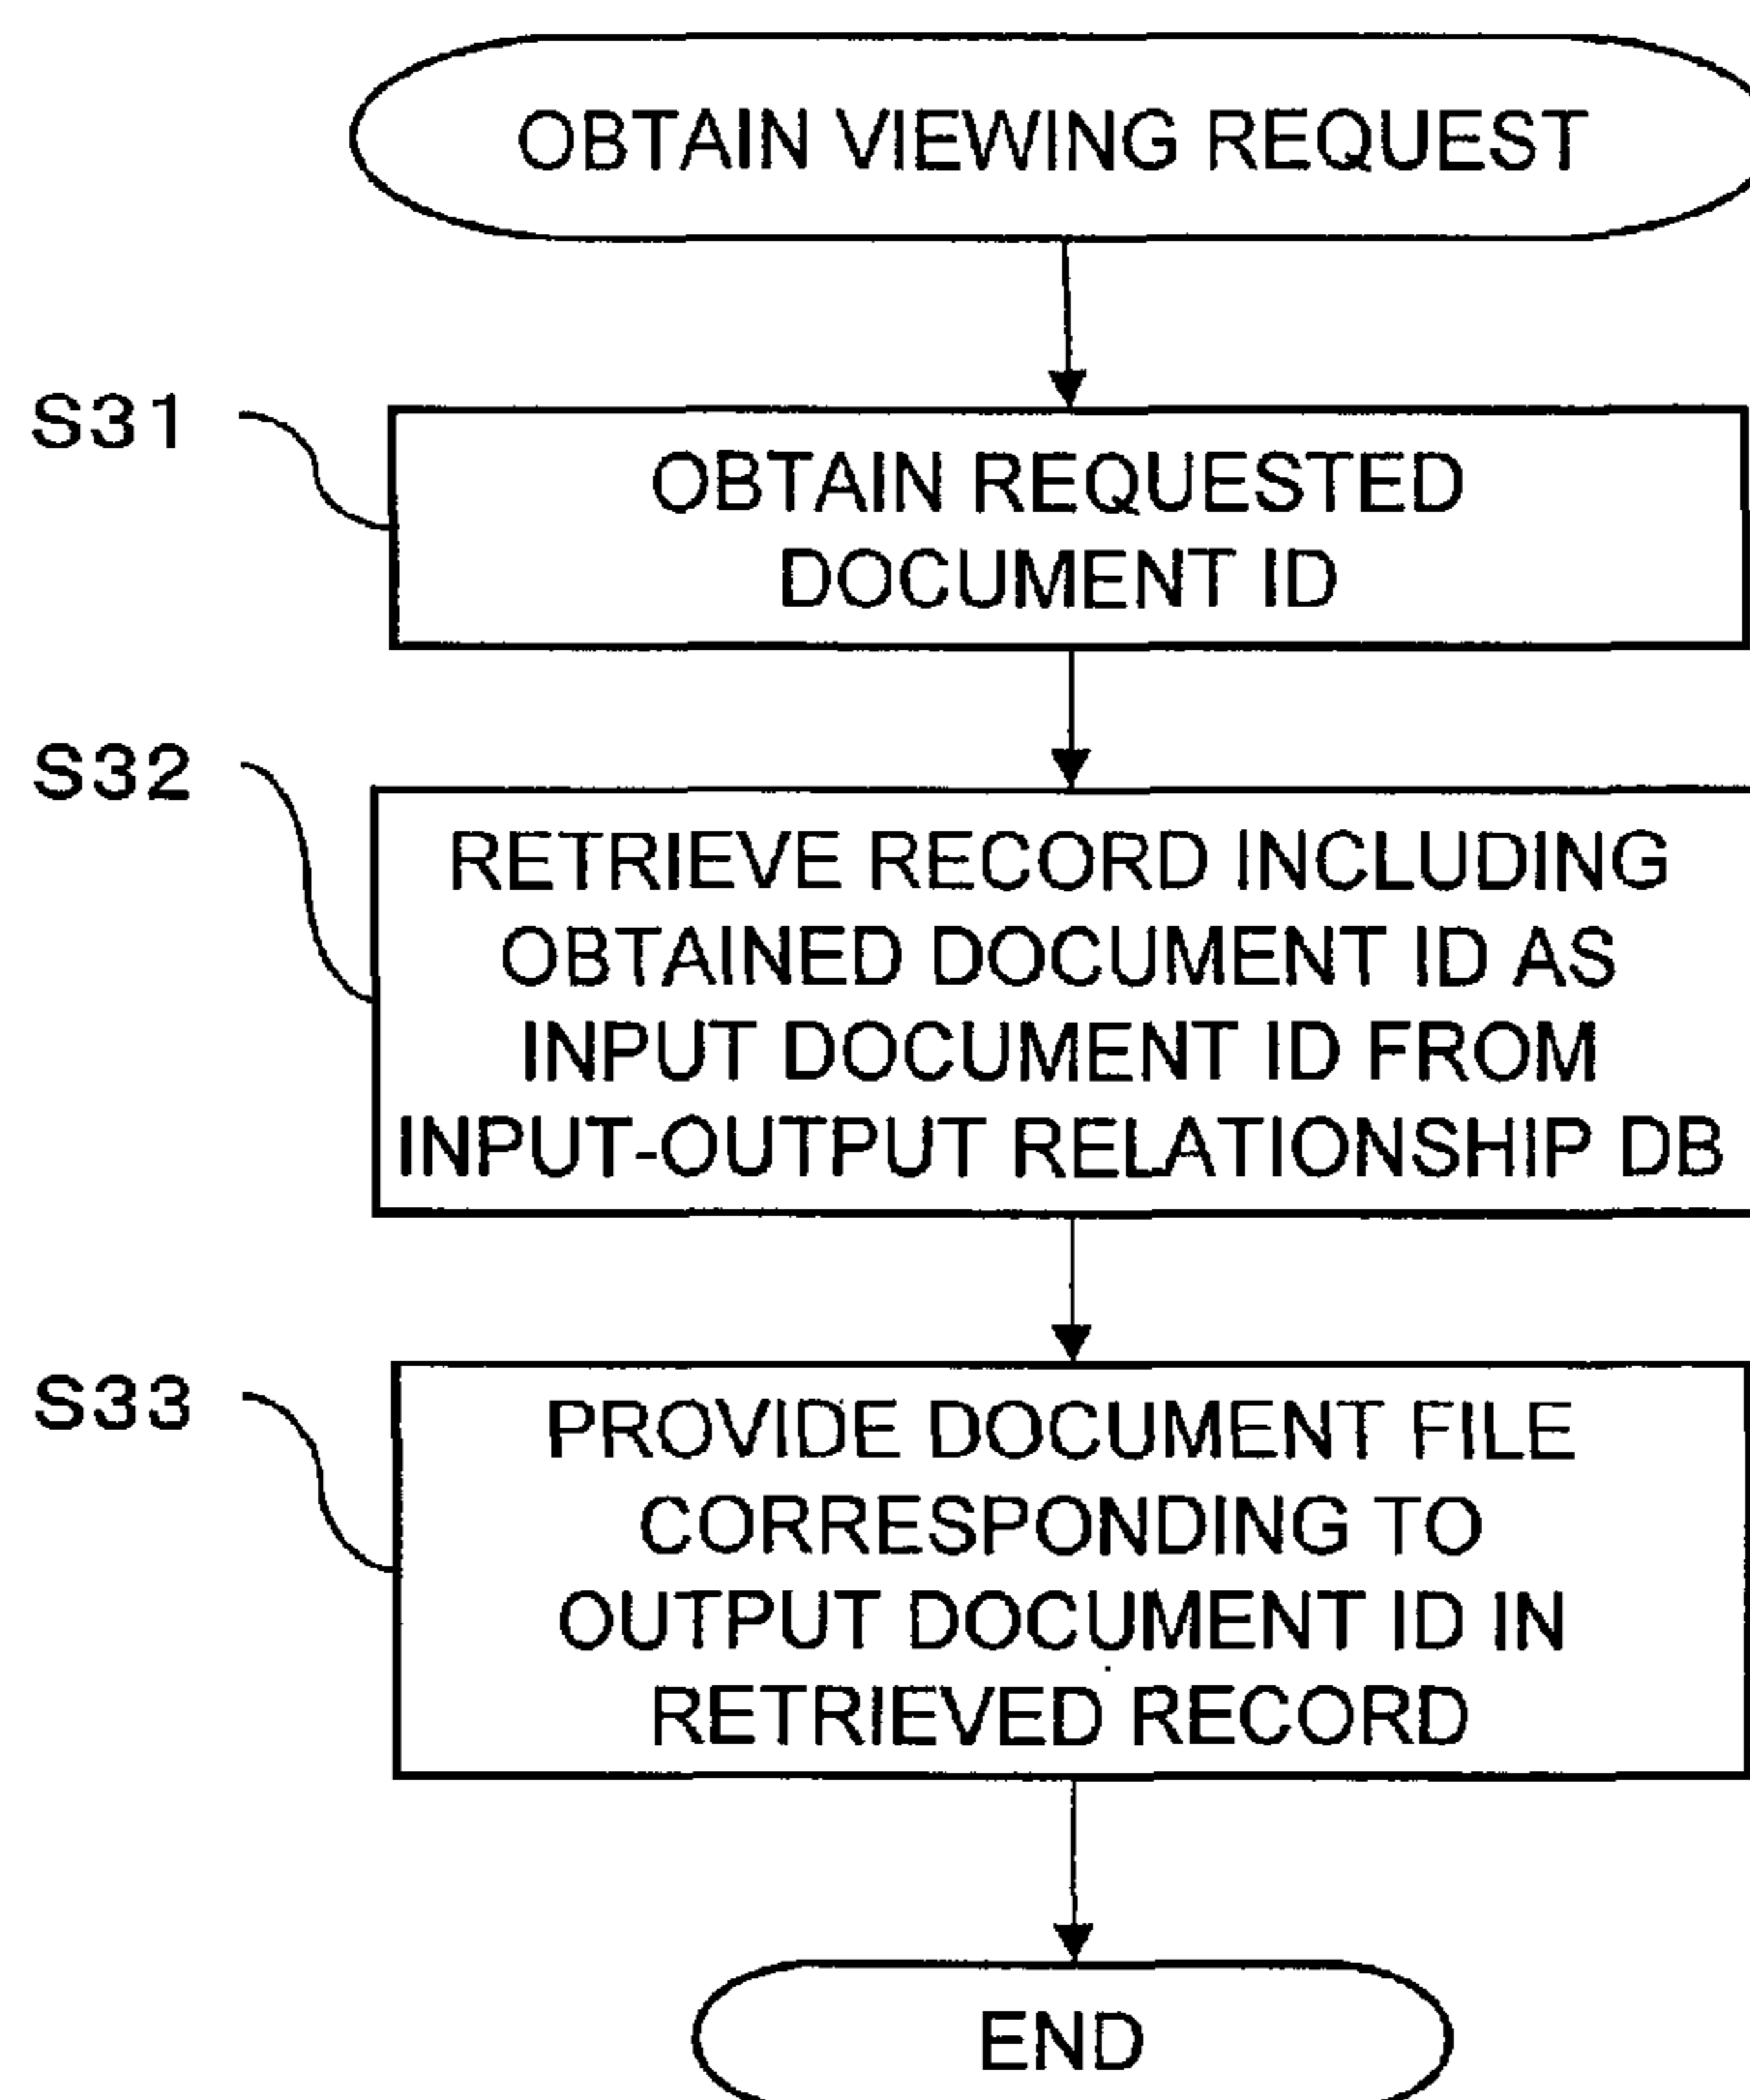 OBTAIN VIEWING REQUEST
S31
OBTAIN REQUESTED
DOCUMENT ID
S32
RETRIEVE RECORD INCLUDING
OBTAINED DOCUMENT ID AS
INPUT DOCUMENT ID FROM
INPUT-OUTPUT RELATIONSHIP DB
S33
PROVIDE DOCUMENT FILE
CORRESPONDING TO
OUTPUT DOCUMENT ID IN
RETRIEVED RECORD
END